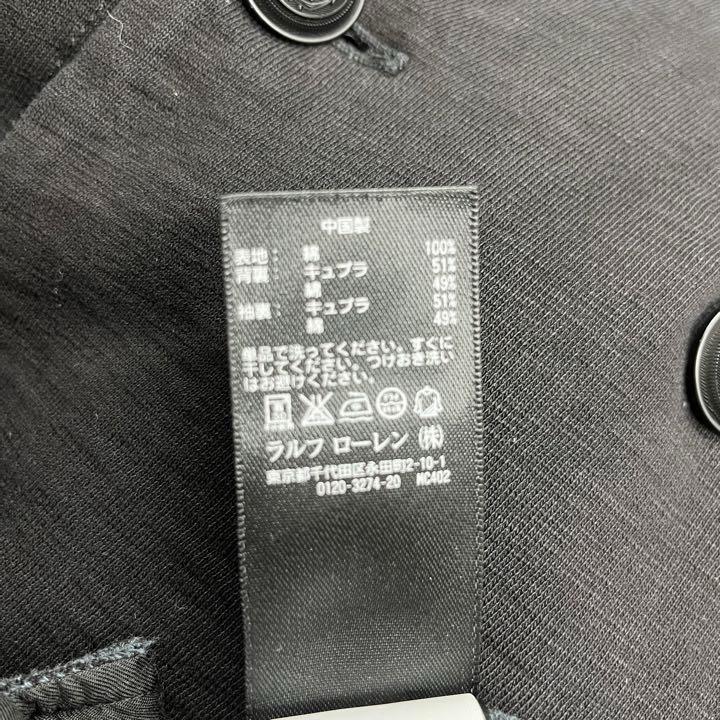 中国製
表地： 綿 100%
背裏： キュプラ 51%
綿 49%
袖裏： キュプラ 51%
綿 49%
単品で洗ってください。すぐに
干してください。つけおき洗い
はお避けください。
ラルフ ローレン (株)
東京都千代田区永田町2-10-1
0120-3274-20 MC402